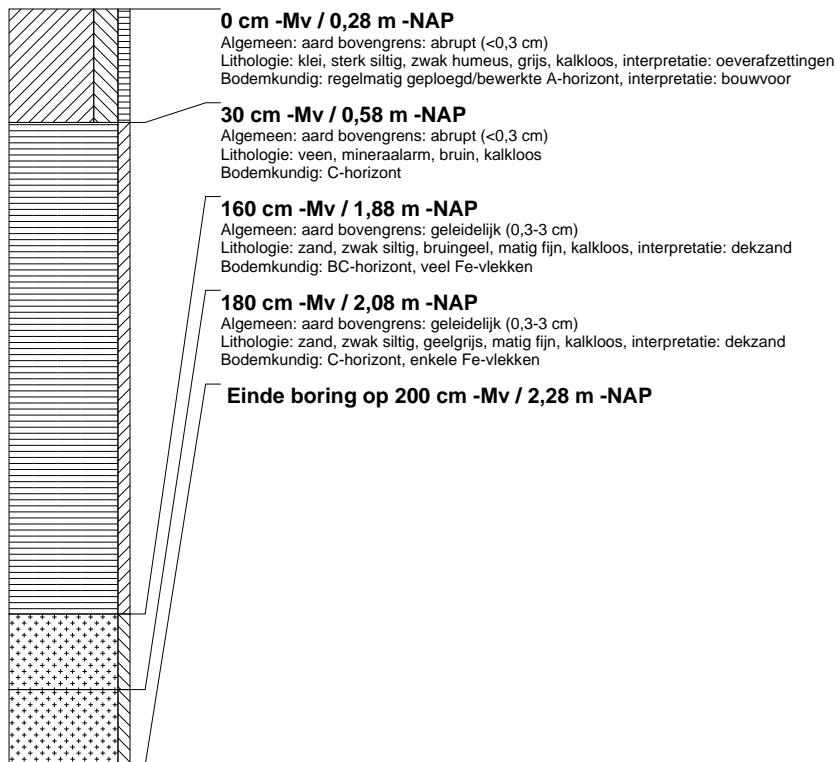 0 cm -Mv / 0,28 m -NAP
Algemeen: aard bovengrens: abrupt (<0,3 cm)
Lithologie: klei, sterk siltig, zwak humeus, grijs, kalkloos, interpretatie: oeverafzettingen
Bodemkundig: regelmatig geploegd/bewerkte A-horizont, interpretatie: bouwvoor
30 cm -Mv / 0,58 m -NAP
Algemeen: aard bovengrens: abrupt (<0,3 cm)
Lithologie: veen, mineraalarm, bruin, kalkloos
Bodemkundig: C-horizont
160 cm -Mv / 1,88 m -NAP
Algemeen: aard bovengrens: geleidelijk (0,3-3 cm)
Lithologie: zand, zwak siltig, bruingeel, matig fijn, kalkloos, interpretatie: dekzand
Bodemkundig: BC-horizont, veel Fe-vlekken
180 cm -Mv / 2,08 m -NAP
Algemeen: aard bovengrens: geleidelijk (0,3-3 cm)
Lithologie: zand, zwak siltig, geelgrijs, matig fijn, kalkloos, interpretatie: dekzand
Bodemkundig: C-horizont, enkele Fe-vlekken
Einde boring op 200 cm -Mv / 2,28 m -NAP